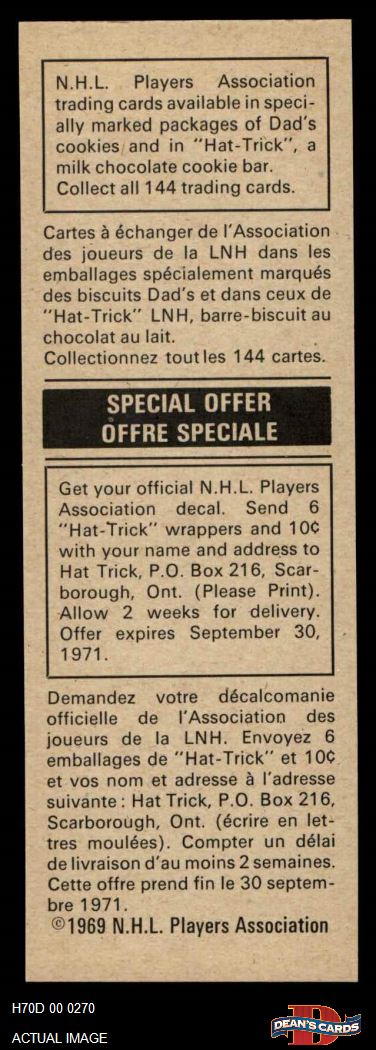 N.H.L. Players Association
trading cards available in speci-
ally marked packages of Dad's
cookies and in "Hat-Trick", a
milk chocolate cookie bar.
Collect all 144 trading cards.
Cartes à échanger de l'Association
des joueurs de la LNH dans les
emballages spécialement marqués
des biscuits Dad's et dans ceux de
"Hat-Trick" LNH, barre-biscuit au
chocolat au lait.
Collectionnez toutles 144 cartes.
SPECIAL OFFER
OFFRE SPECIALE
Get your official N.H.L. Players
Association decal. Send 6
"Hat-Trick" wrappers and 10¢
with your name and address to
Hat Trick, P.O. Box 216, Scar-
borough, Ont. (Please Print).
Allow 2 weeks for delivery.
Offer expires September 30,
1971.
Demandez votre décalcomanie
officielle de l'Association des
joueurs de la LNH. Envoyez 6
emballages de "Hat-Trick" et 10¢
et vos nom et adresse à l'adresse
suivante: Hat Trick, P.O. Box 216,
Scarborough, Ont. (écrire en let-
tres moulées). Compter un délai
de livraison d'au moins 2 semaines.
Cette offre prend fin le 30 septem-
bre 1971.
©1969 N.H.L. Players Association
H70D 00 0270
ACTUAL IMAGE
D
DEAN'S CARDS